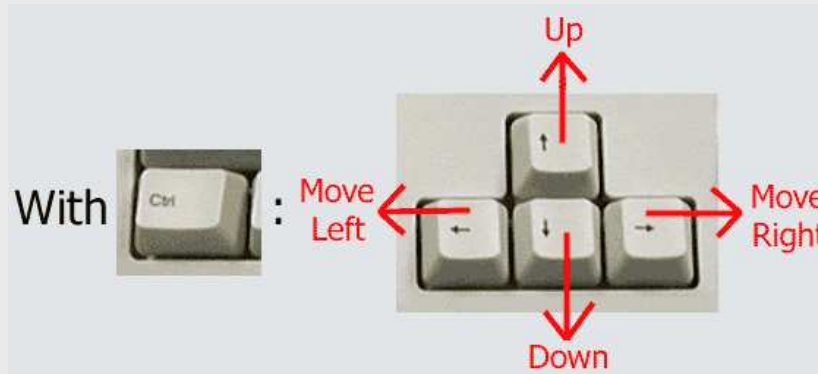 Up
With
Ctrl
:
Move
Left
↑
←
↓
→
Move
Right
Down